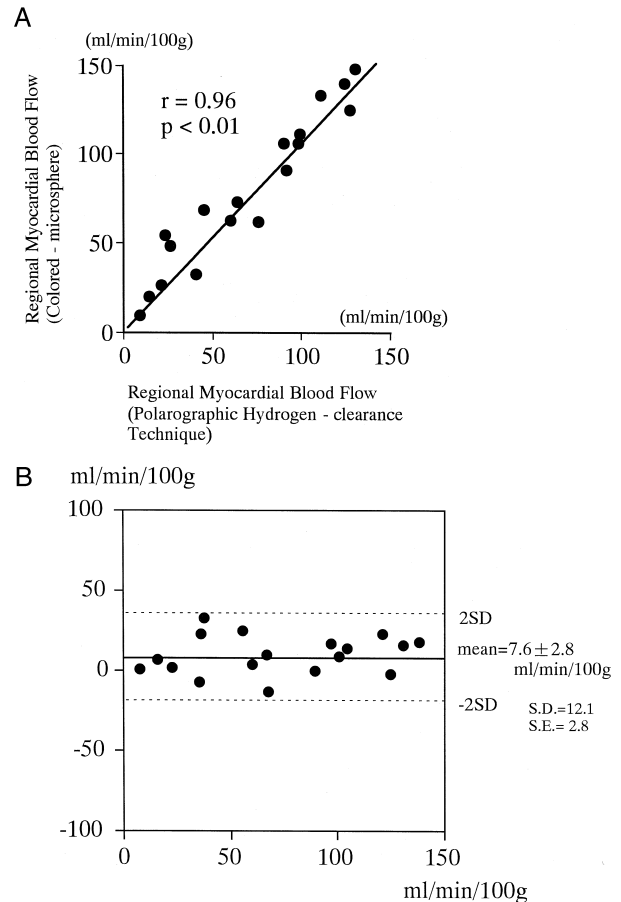 A
(ml/min/100g)
150
100
50
0
r = 0.96
p < 0.01
Regional Myocardial Blood Flow
((Colored - microsphere)
(ml/min/100g)
0 50 100 150
Regional Myocardial Blood Flow
(Polarographic Hydrogen - clearance
Technique)
B
ml/min/100g
100
50
0
-50
-100
2SD
mean=7.6±2.8
ml/min/100g
-2SD
S.D.=12.1
S.E.= 2.8
0 50 100 150
ml/min/100g